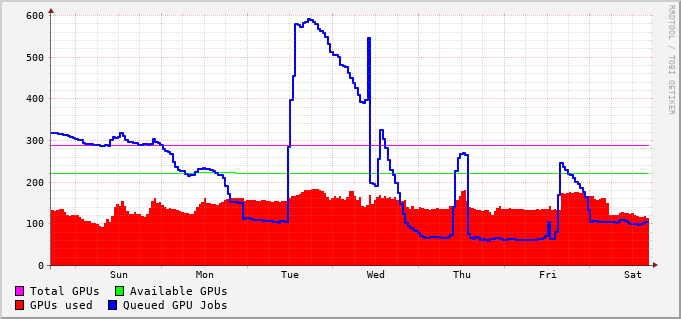 600
500
400
300
200
100
0
Sun Mon Tue Wed Thu Fri Sat
Total GPUs Available GPUs
GPUs used Queued GPU Jobs
RRDTOOL / TOBI OETIKER